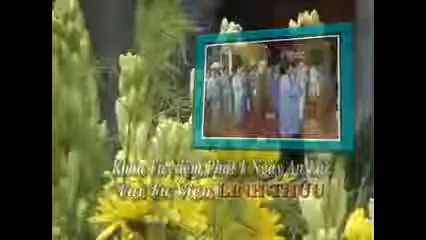 Khóa Tu Niệm Phật 1 Ngày An Lạc
Tại Tu Viện LINH THỨU